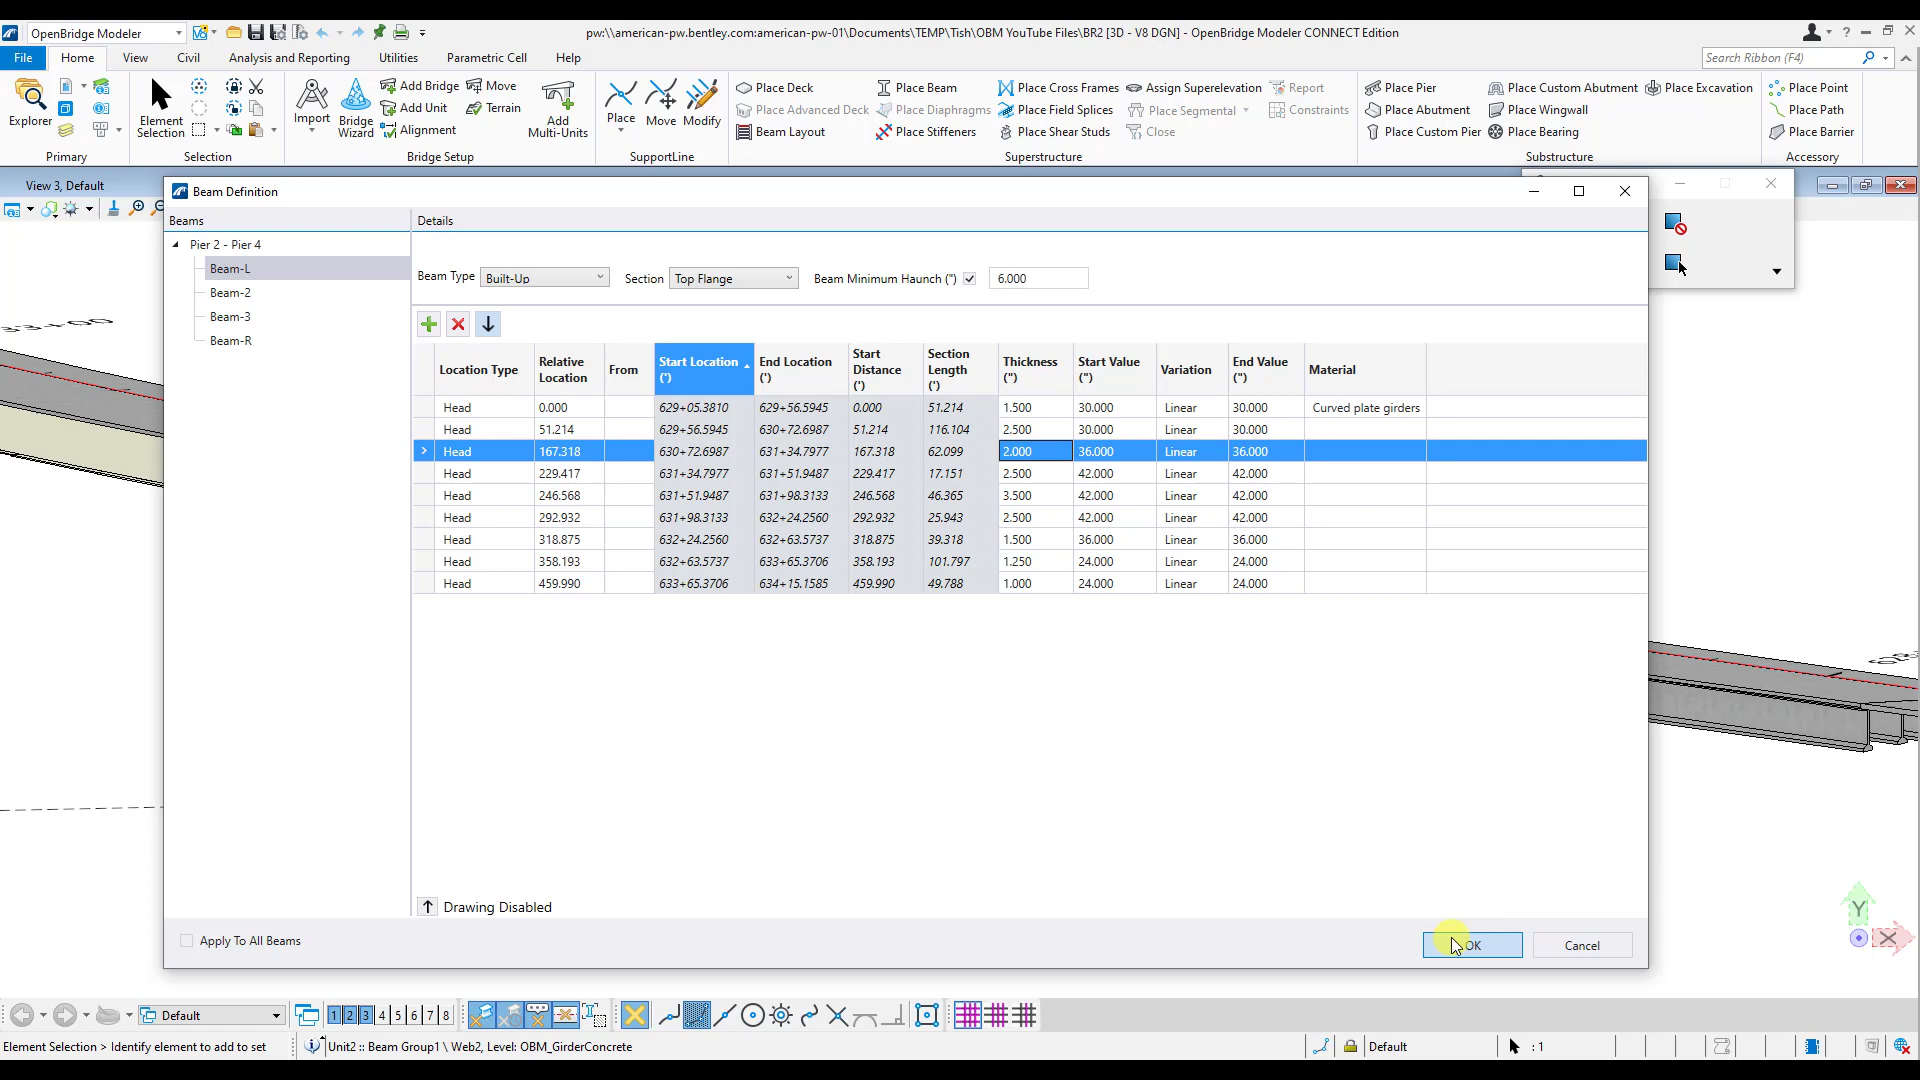 OpenBridge Modeler
pw:\\american-pw.bentley.com:american-pw-01\Documents\TEMP\Tish\OBM YouTube Files\BR2 [3D - V8 DGN] - OpenBridge Modeler CONNECT Edition
File Home View Civil Analysis and Reporting Utilities Parametric Cell Help
Search Ribbon (F4)
Explorer
Primary
Element Selection
Selection
Import
Bridge Wizard
Add Bridge
Add Unit
Alignment
Move
Terrain
Add Multi-Units
Bridge Setup
Place Move Modify
SupportLine
Place Deck
Place Advanced Deck
Beam Layout
Place Beam
Place Diaphragms
Place Stiffeners
Place Cross Frames
Place Field Splices
Place Shear Studs
Assign Superelevation
Place Segmental
Close
Report
Constraints
Superstructure
Place Pier
Place Abutment
Place Custom Pier
Place Custom Abutment
Place Wingwall
Place Bearing
Place Excavation
Substructure
Place Point
Place Path
Place Barrier
Accessory
View 3, Default
Beam Definition
Beams
Pier 2 - Pier 4
Beam-L
Beam-2
Beam-3
Beam-R
Details
Beam Type Built-Up Section Top Flange Beam Minimum Haunch (") 6.000
Location Type Relative Location From Start Location (') End Location (') Start Distance (') Section Length (') Thickness (") Start Value (") Variation End Value (") Material
Head 0.000 629+05.3810 629+56.5945 0.000 51.214 1.500 30.000 Linear 30.000 Curved plate girders
Head 51.214 629+56.5945 630+72.6987 51.214 116.104 2.500 30.000 Linear 30.000
Head 167.318 630+72.6987 631+34.7977 167.318 62.099 2.000 36.000 Linear 36.000
Head 229.417 631+34.7977 631+51.9487 229.417 17.151 2.500 42.000 Linear 42.000
Head 246.568 631+51.9487 631+98.3133 246.568 46.365 3.500 42.000 Linear 42.000
Head 292.932 631+98.3133 632+24.2560 292.932 25.943 2.500 42.000 Linear 42.000
Head 318.875 632+24.2560 632+63.5737 318.875 39.318 1.500 36.000 Linear 36.000
Head 358.193 632+63.5737 633+65.3706 358.193 101.797 1.250 24.000 Linear 24.000
Head 459.990 633+65.3706 634+15.1585 459.990 49.788 1.000 24.000 Linear 24.000
Drawing Disabled
Apply To All Beams
OK Cancel
Y
X
Default
1 2 3 4 5 6 7 8
Element Selection > Identify element to add to set
Unit2 :: Beam Group1 \ Web2, Level: OBM_GirderConcrete
Default
: 1